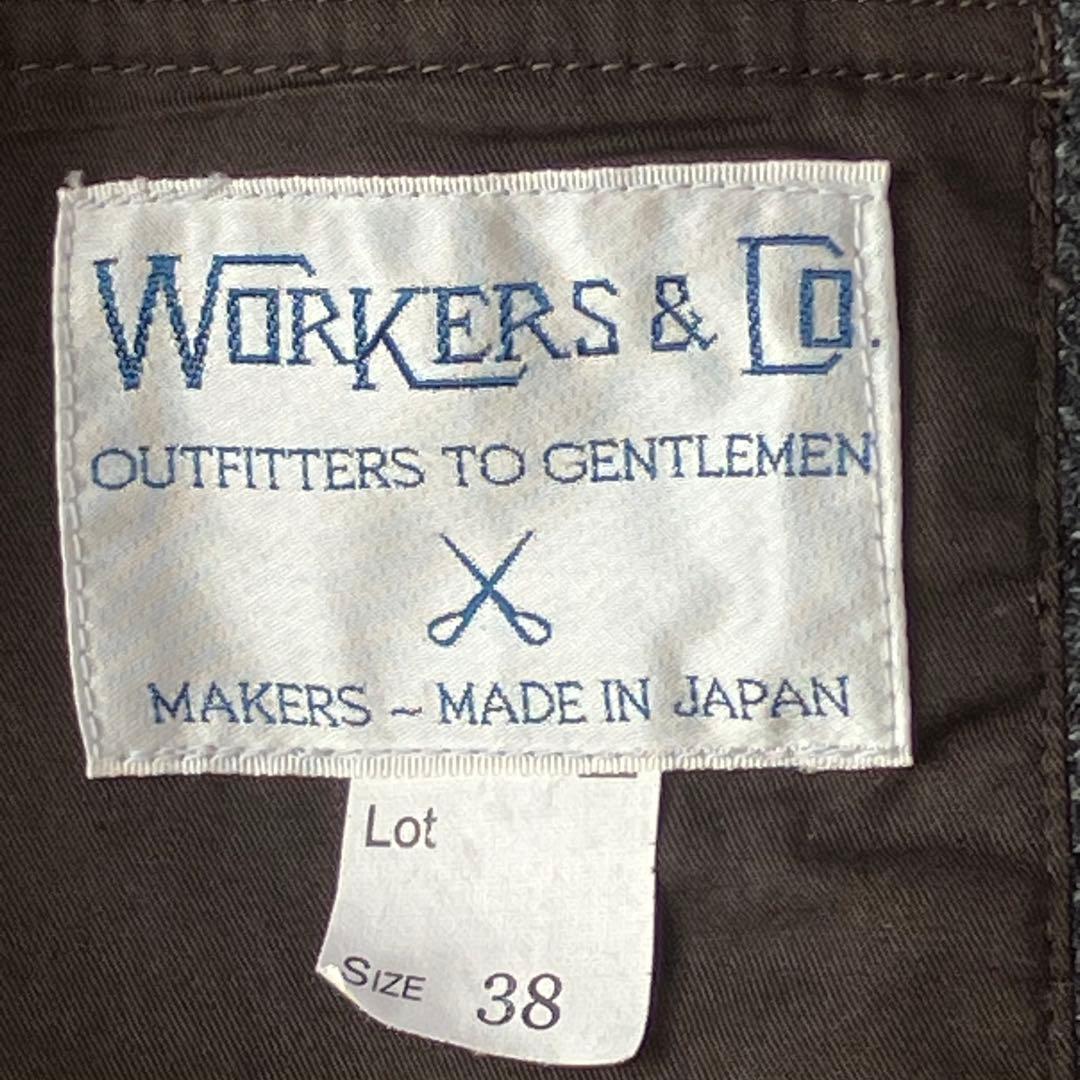 WORKERS & CO.
OUTFITTERS TO GENTLEMEN
MAKERS ~ MADE IN JAPAN
Lot
SIZE 38